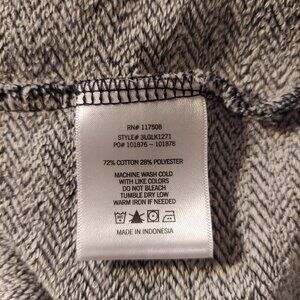 RN# 117508
STYLE# 3LGLK1271
PO# 101876 - 101878
72% COTTON 28% POLYESTER
MACHINE WASH COLD
WITH LIKE COLORS
DO NOT BLEACH
TUMBLE DRY LOW
WARM IRON IF NEEDED
MADE IN INDONESIA